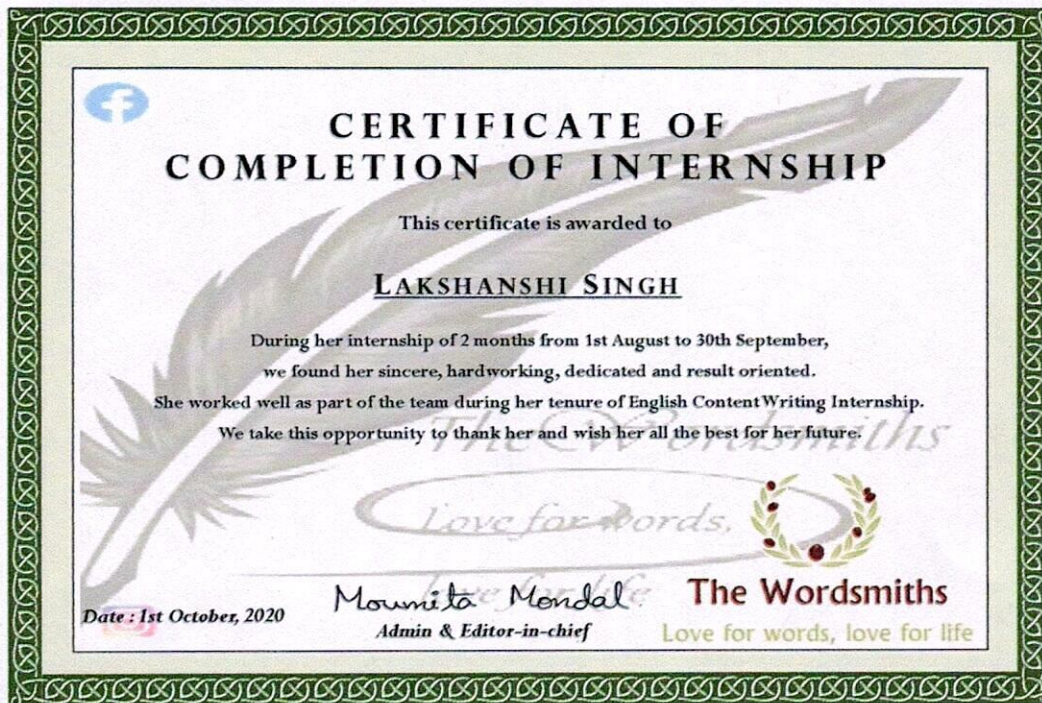 CERTIFICATE OF
COMPLETION OF INTERNSHIP
This certificate is awarded to
LAKSHANSHI SINGH
During her internship of 2 months from 1st August to 30th September,
we found her sincere, hardworking, dedicated and result oriented.
She worked well as part of the team during her tenure of English Content Writing Internship.
We take this opportunity to thank her and wish her all the best for her future.
The Wordsmiths
Love for words,
love for life
Date : 1st October, 2020
Moumita Mondal
Admin & Editor-in-chief
The Wordsmiths
Love for words, love for life